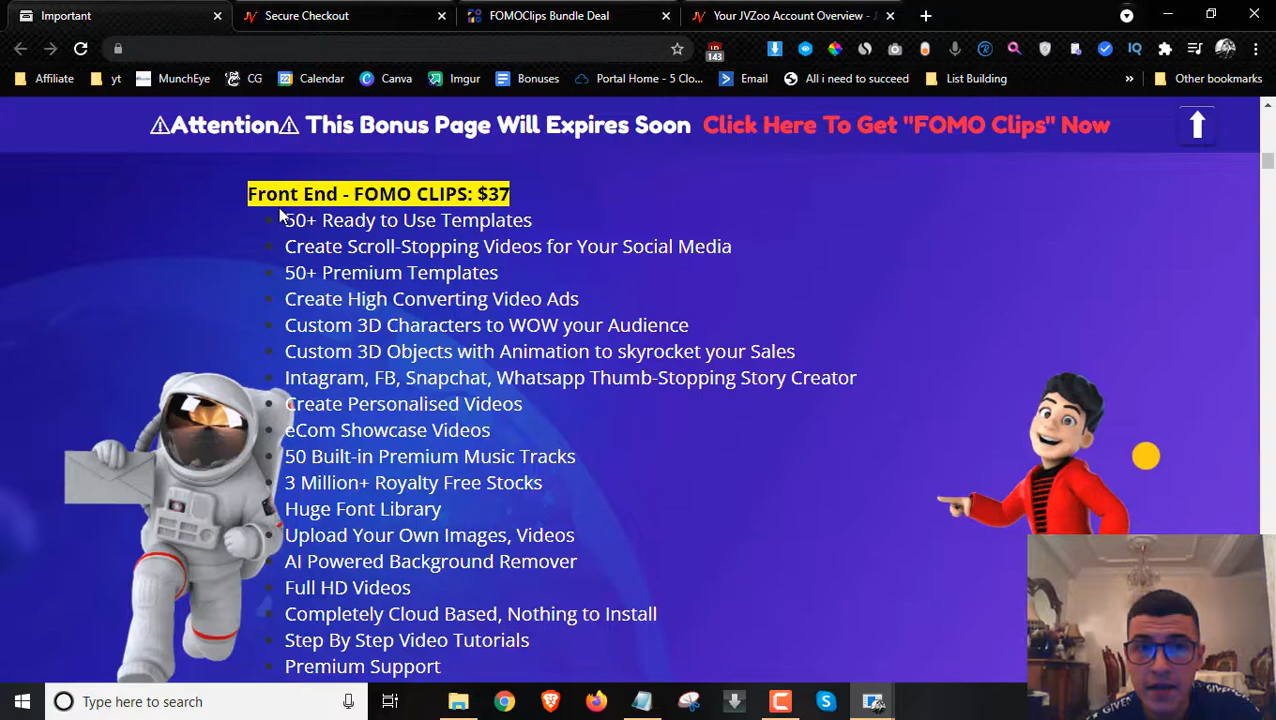 Important
Secure Checkout
FOMOClips Bundle Deal
Your JVZoo Account Overview - J
143
Affiliate
yt
MunchEye
CG
Calendar
Canva
Imgur
Bonuses
Portal Home - 5 Clo...
Email
All i need to succeed
List Building
»
Other bookmarks
⚠Attention⚠ This Bonus Page Will Expires Soon Click Here To Get "FOMO Clips" Now
Front End - FOMO CLIPS: $37
50+ Ready to Use Templates
Create Scroll-Stopping Videos for Your Social Media
50+ Premium Templates
Create High Converting Video Ads
Custom 3D Characters to WOW your Audience
Custom 3D Objects with Animation to skyrocket your Sales
Intagram, FB, Snapchat, Whatsapp Thumb-Stopping Story Creator
Create Personalised Videos
eCom Showcase Videos
50 Built-in Premium Music Tracks
3 Million+ Royalty Free Stocks
Huge Font Library
Upload Your Own Images, Videos
AI Powered Background Remover
Full HD Videos
Completely Cloud Based, Nothing to Install
Step By Step Video Tutorials
Premium Support
Type here to search